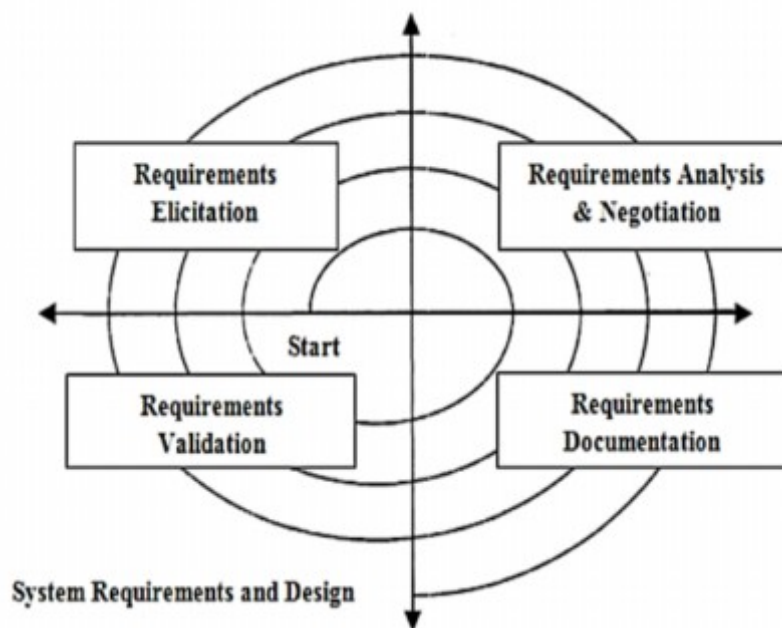 Requirements
Elicitation
Requirements Analysis
& Negotiation
Start
Requirements
Validation
Requirements
Documentation
System Requirements and Design